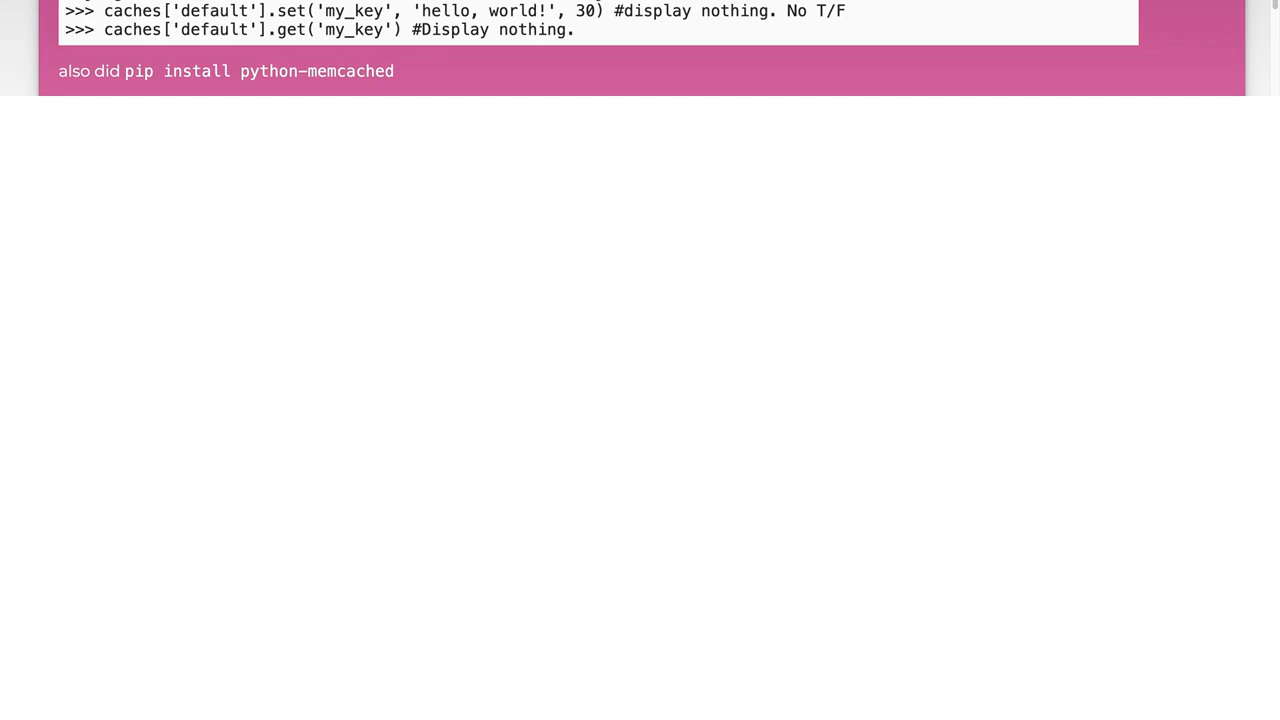 >>> caches['default'].set('my_key', 'hello, world!', 30) #display nothing. No T/F
>>> caches['default'].get('my_key') #Display nothing.
also did pip install python-memcached